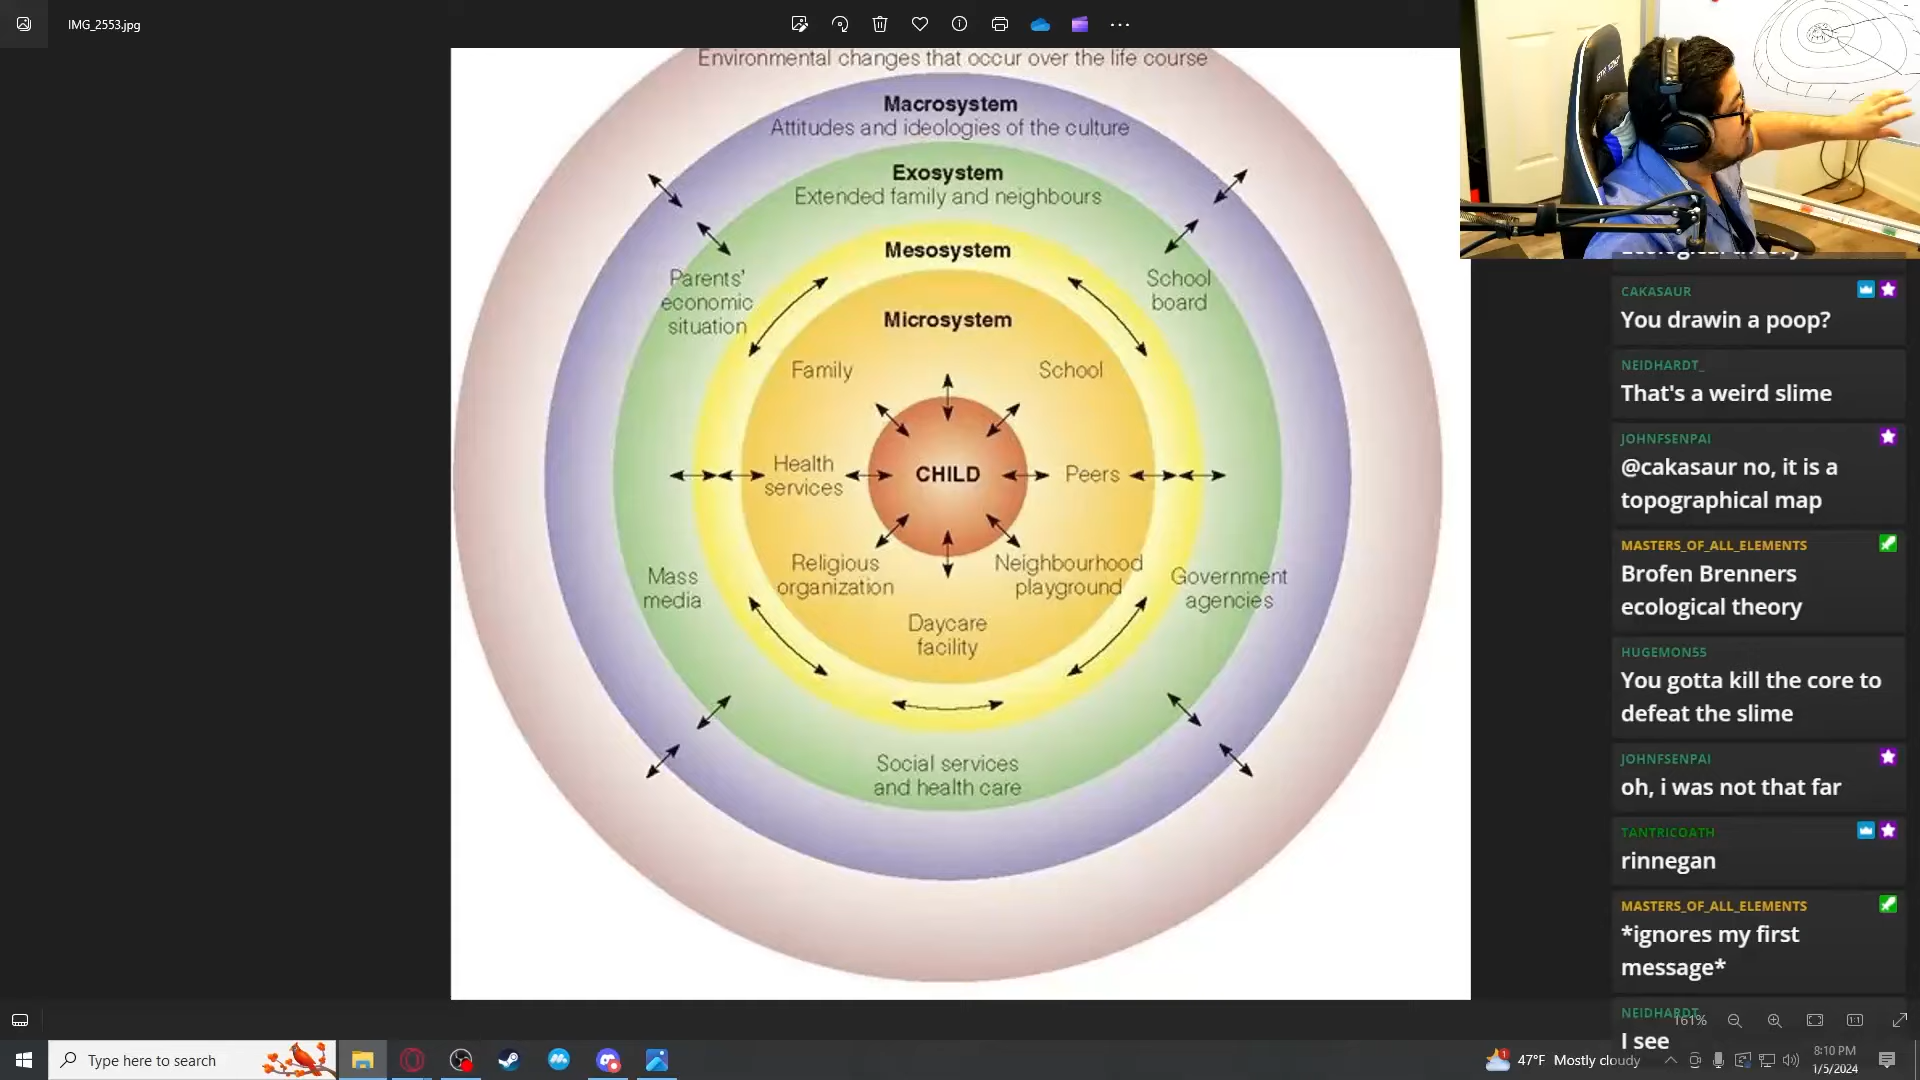 IMG_2553.jpg
Environmental changes that occur over the life course
Macrosystem
Attitudes and ideologies of the culture
Exosystem
Extended family and neighbours
Mesosystem
Parents'
economic
situation
School
board
Microsystem
Family
School
Health
services
CHILD
Peers
Religious
organization
Neighbourhood
playground
Mass
media
Government
agencies
Daycare
facility
Social services
and health care
CAKASAUR
You drawin a poop?
NEIDHARDT_
That's a weird slime
JOHNFSENPAI
@cakasaur no, it is a
topographical map
MASTERS_OF_ALL_ELEMENTS
Brofen Brenners
ecological theory
HUGEMON55
You gotta kill the core to
defeat the slime
JOHNFSENPAI
oh, i was not that far
TANTRICOATH
rinnegan
MASTERS_OF_ALL_ELEMENTS
*ignores my first
message*
NEIDHARDT_
I see
161%
1:1
Type here to search
47°F Mostly cloudy
8:10 PM
1/5/2024